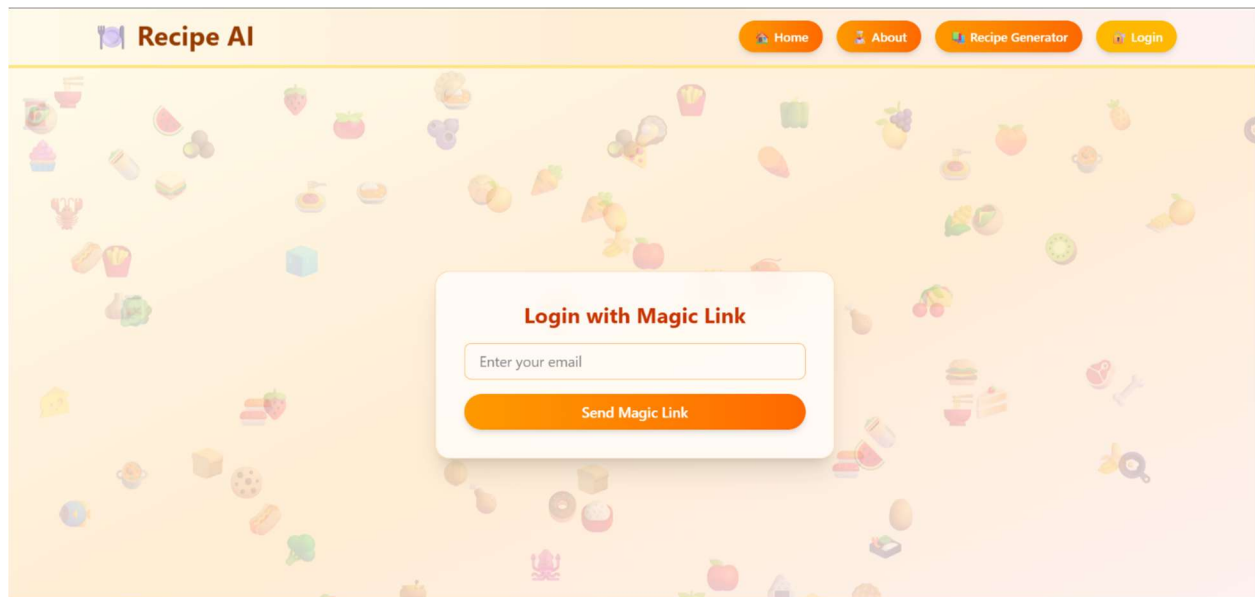 Recipe AI
Home
About
Recipe Generator
Login
Login with Magic Link
Enter your email
Send Magic Link